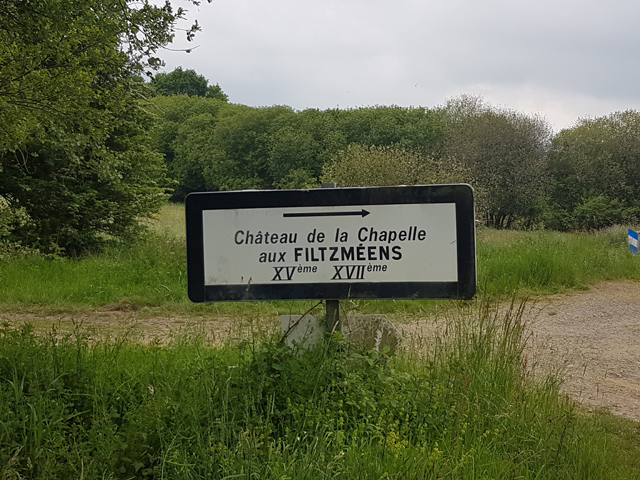 Château de la Chapelle
aux FILTZMÉENS
XVème XVIIème